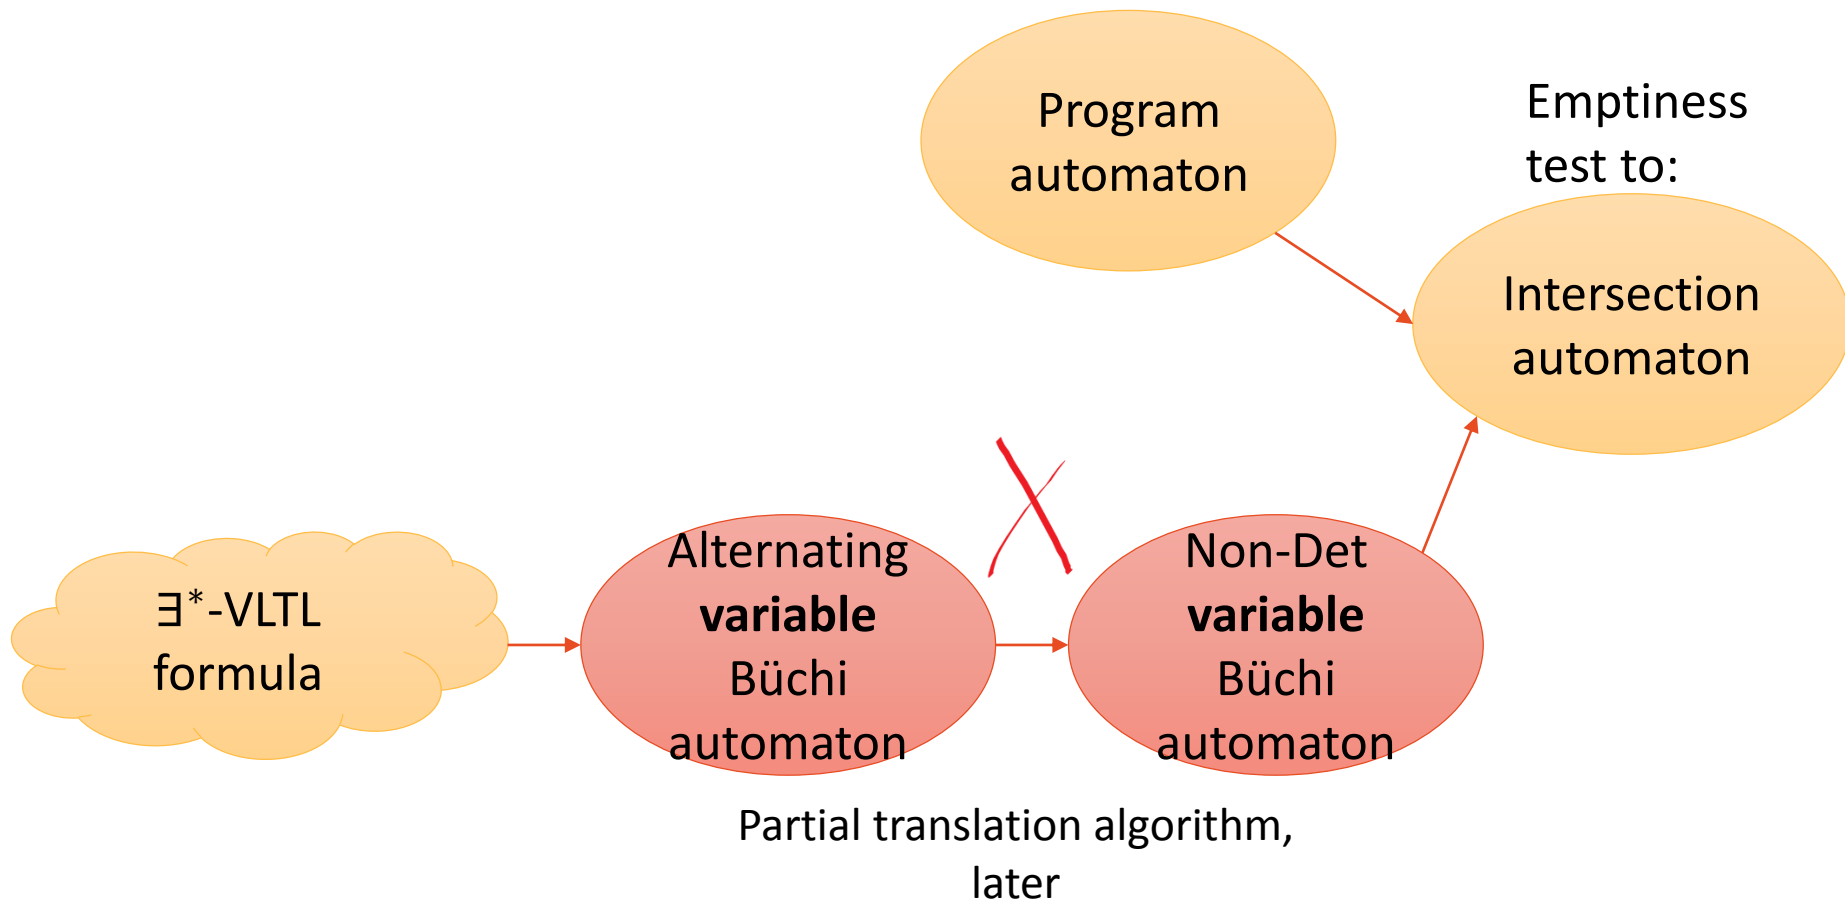 Program
automaton
Emptiness
test to:
Intersection
automaton
∃*-VLTL
formula
Alternating
variable
Büchi
automaton
Non-Det
variable
Büchi
automaton
Partial translation algorithm,
later